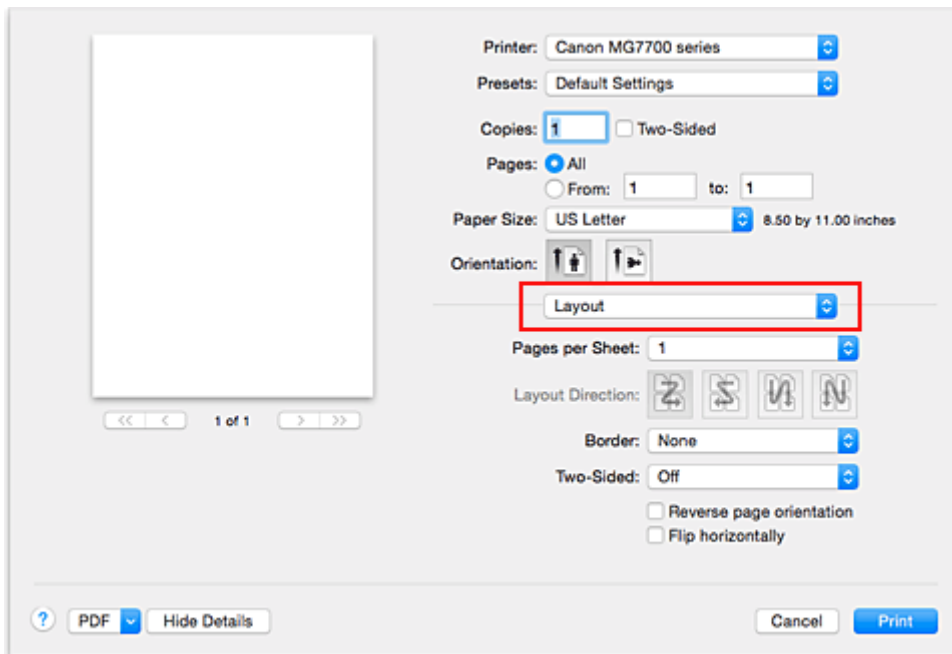 Printer: Canon MG7700 series
Presets: Default Settings
Copies: 1 Two-Sided
Pages: All
From: 1 to: 1
Paper Size: US Letter 8.50 by 11.00 inches
Orientation:
Layout
Pages per Sheet: 1
Layout Direction:
<< < 1 of 1 > >>
Border: None
Two-Sided: Off
Reverse page orientation
Flip horizontally
? PDF Hide Details Cancel Print